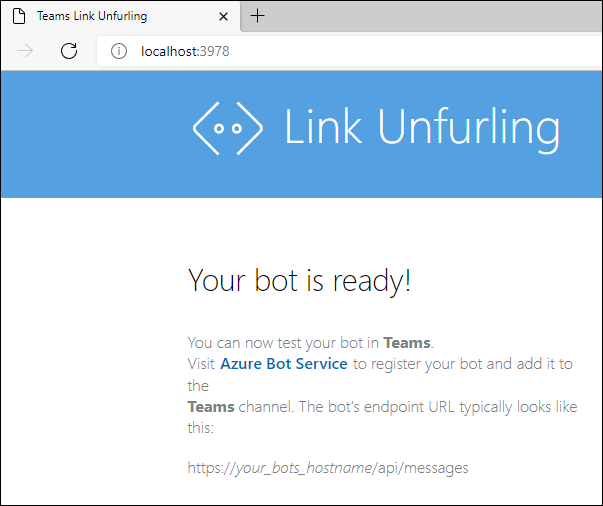 Teams Link Unfurling
localhost:3978
Link Unfurling
Your bot is ready!
You can now test your bot in Teams.
Visit Azure Bot Service to register your bot and add it to
the
Teams channel. The bot's endpoint URL typically looks like
this:
https://your_bots_hostname/api/messages